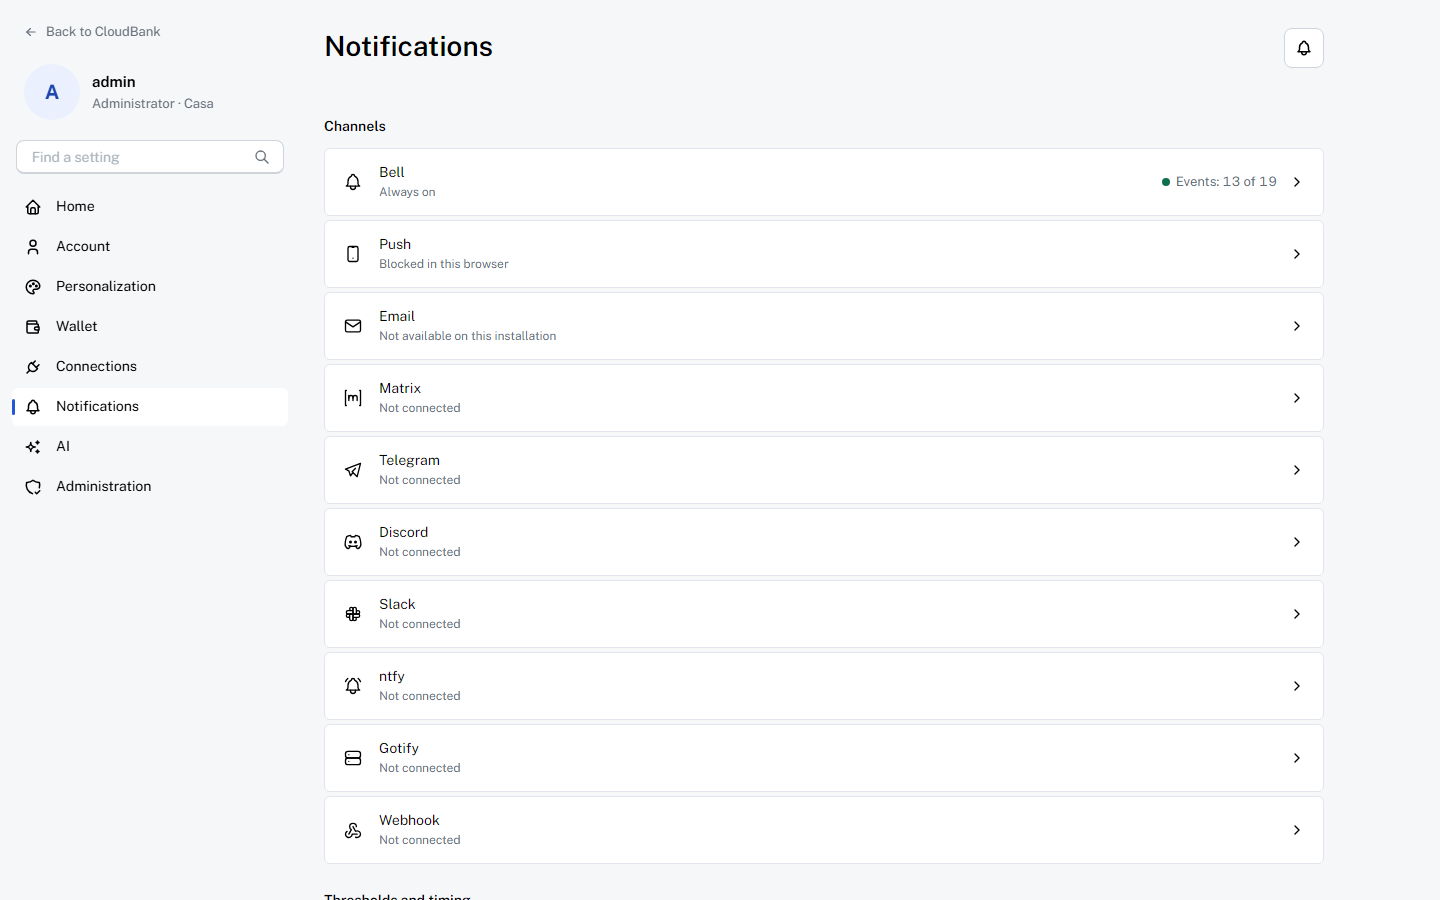 Back to CloudBank
A
admin
Administrator · Casa
Find a setting
Home
Account
Personalization
Wallet
Connections
Notifications
AI
Administration
Notifications
Channels
Bell
Always on
Events: 13 of 19
Push
Blocked in this browser
Email
Not available on this installation
Matrix
Not connected
Telegram
Not connected
Discord
Not connected
Slack
Not connected
ntfy
Not connected
Gotify
Not connected
Webhook
Not connected
Thresholds and timing